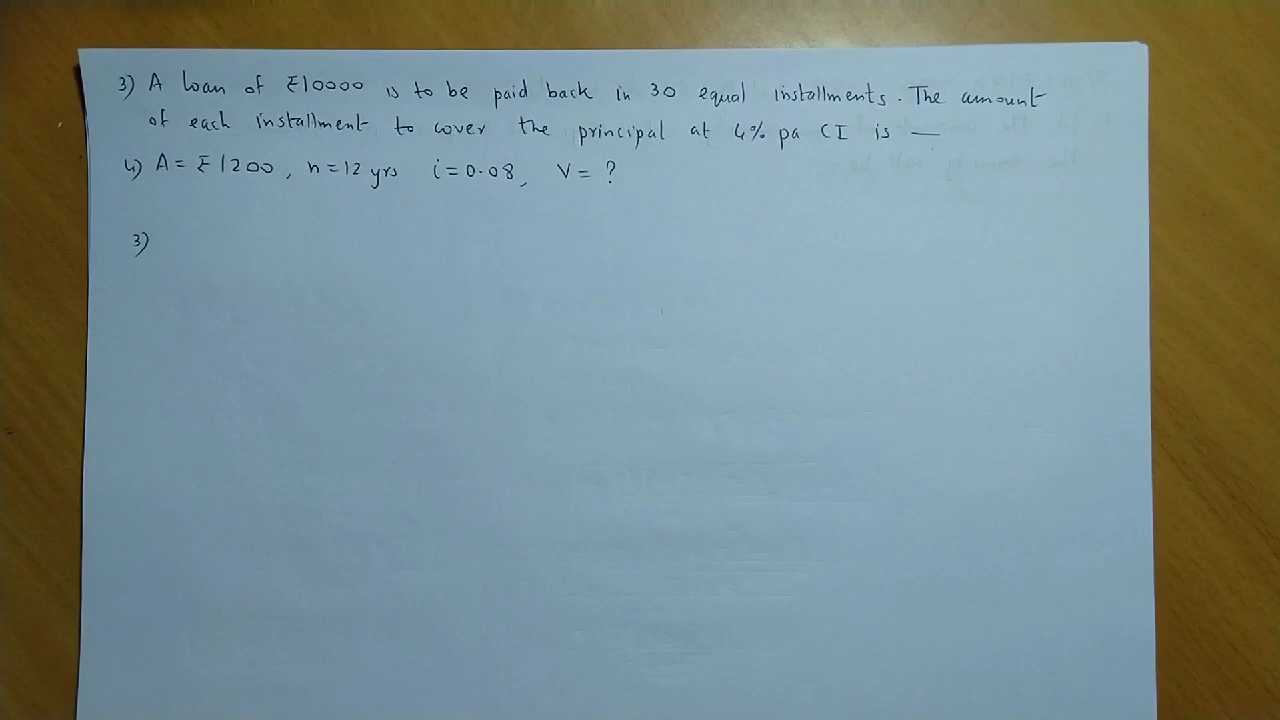 3) A loan of ₹10000 is to be paid back in 30 equal installments. The amount
of each installment to cover the principal at 4% pa CI is —
4) A = ₹1200, n = 12 yrs i = 0.08, V = ?
3)